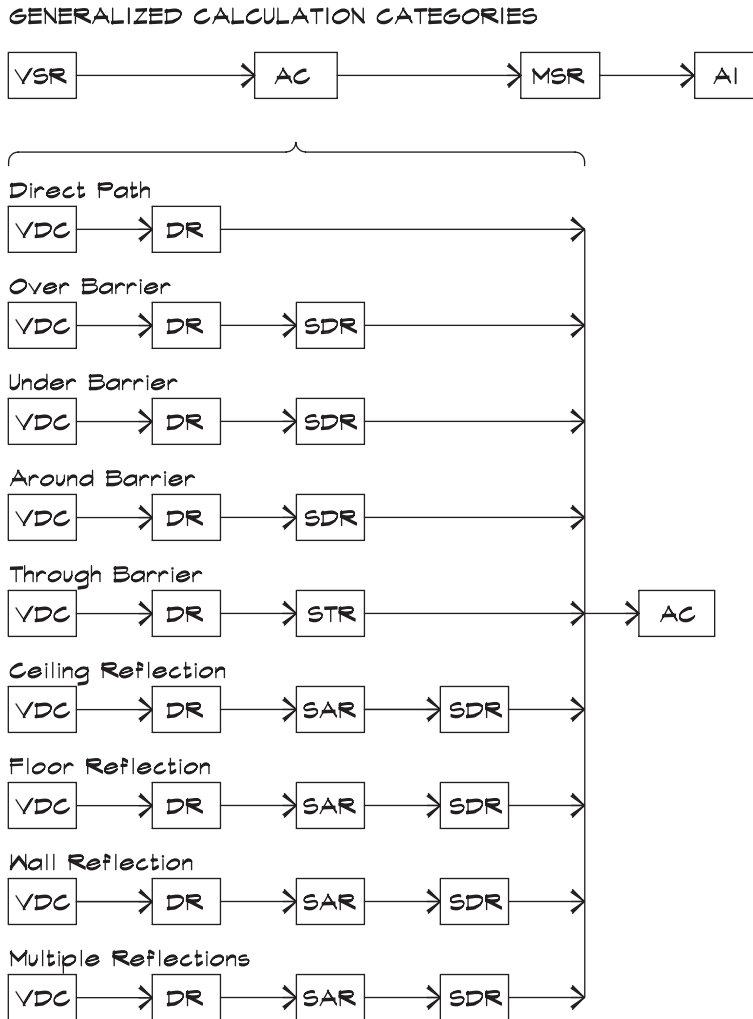 GENERALIZED CALCULATION CATEGORIES
VSR AC MSR AI
Direct Path
VDC DR
Over Barrier
VDC DR SDR
Under Barrier
VDC DR SDR
Around Barrier
VDC DR SDR
Through Barrier
VDC DR STR AC
Ceiling Reflection
VDC DR SAR SDR
Floor Reflection
VDC DR SAR SDR
Wall Reflection
VDC DR SAR SDR
Multiple Reflections
VDC DR SAR SDR